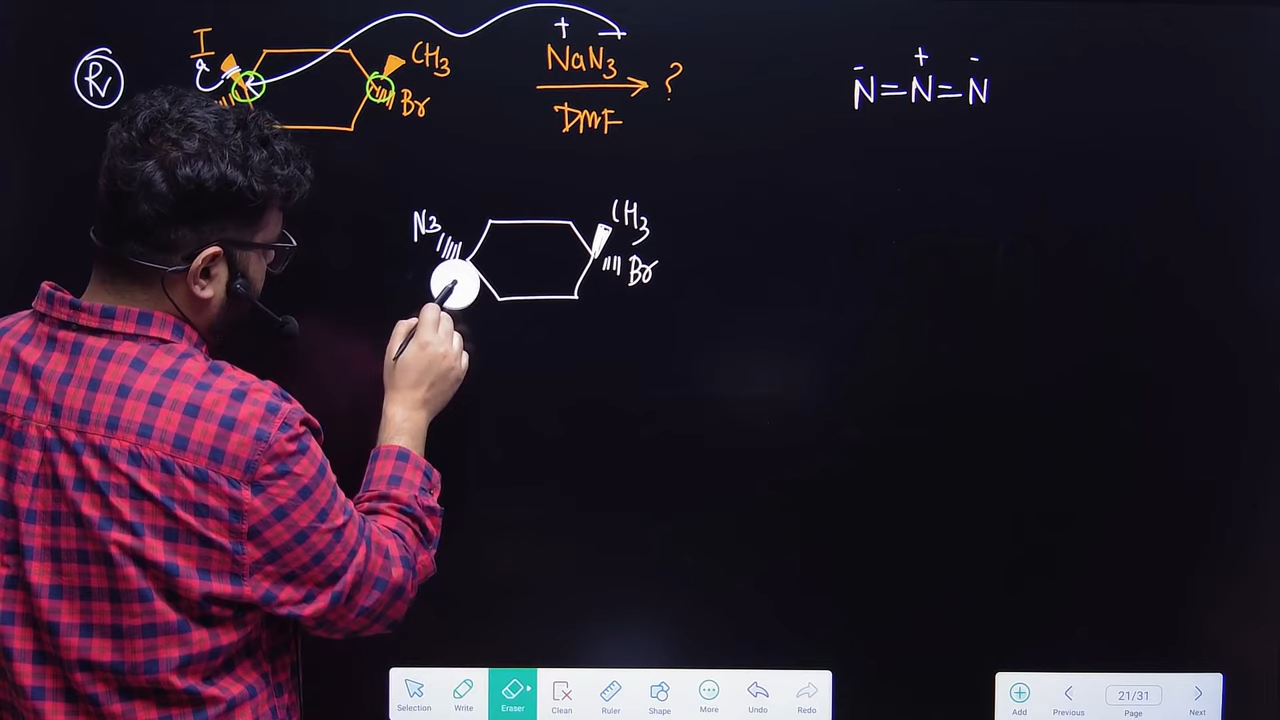 Rv
I
CH3
Br
NaN3
+
DMF
?
- + -
N=N=N
N3
CH3
Br
Selection
Write
Eraser
Clean
Ruler
Shape
More
Undo
Redo
Add
Previous
21/31
Page
Next